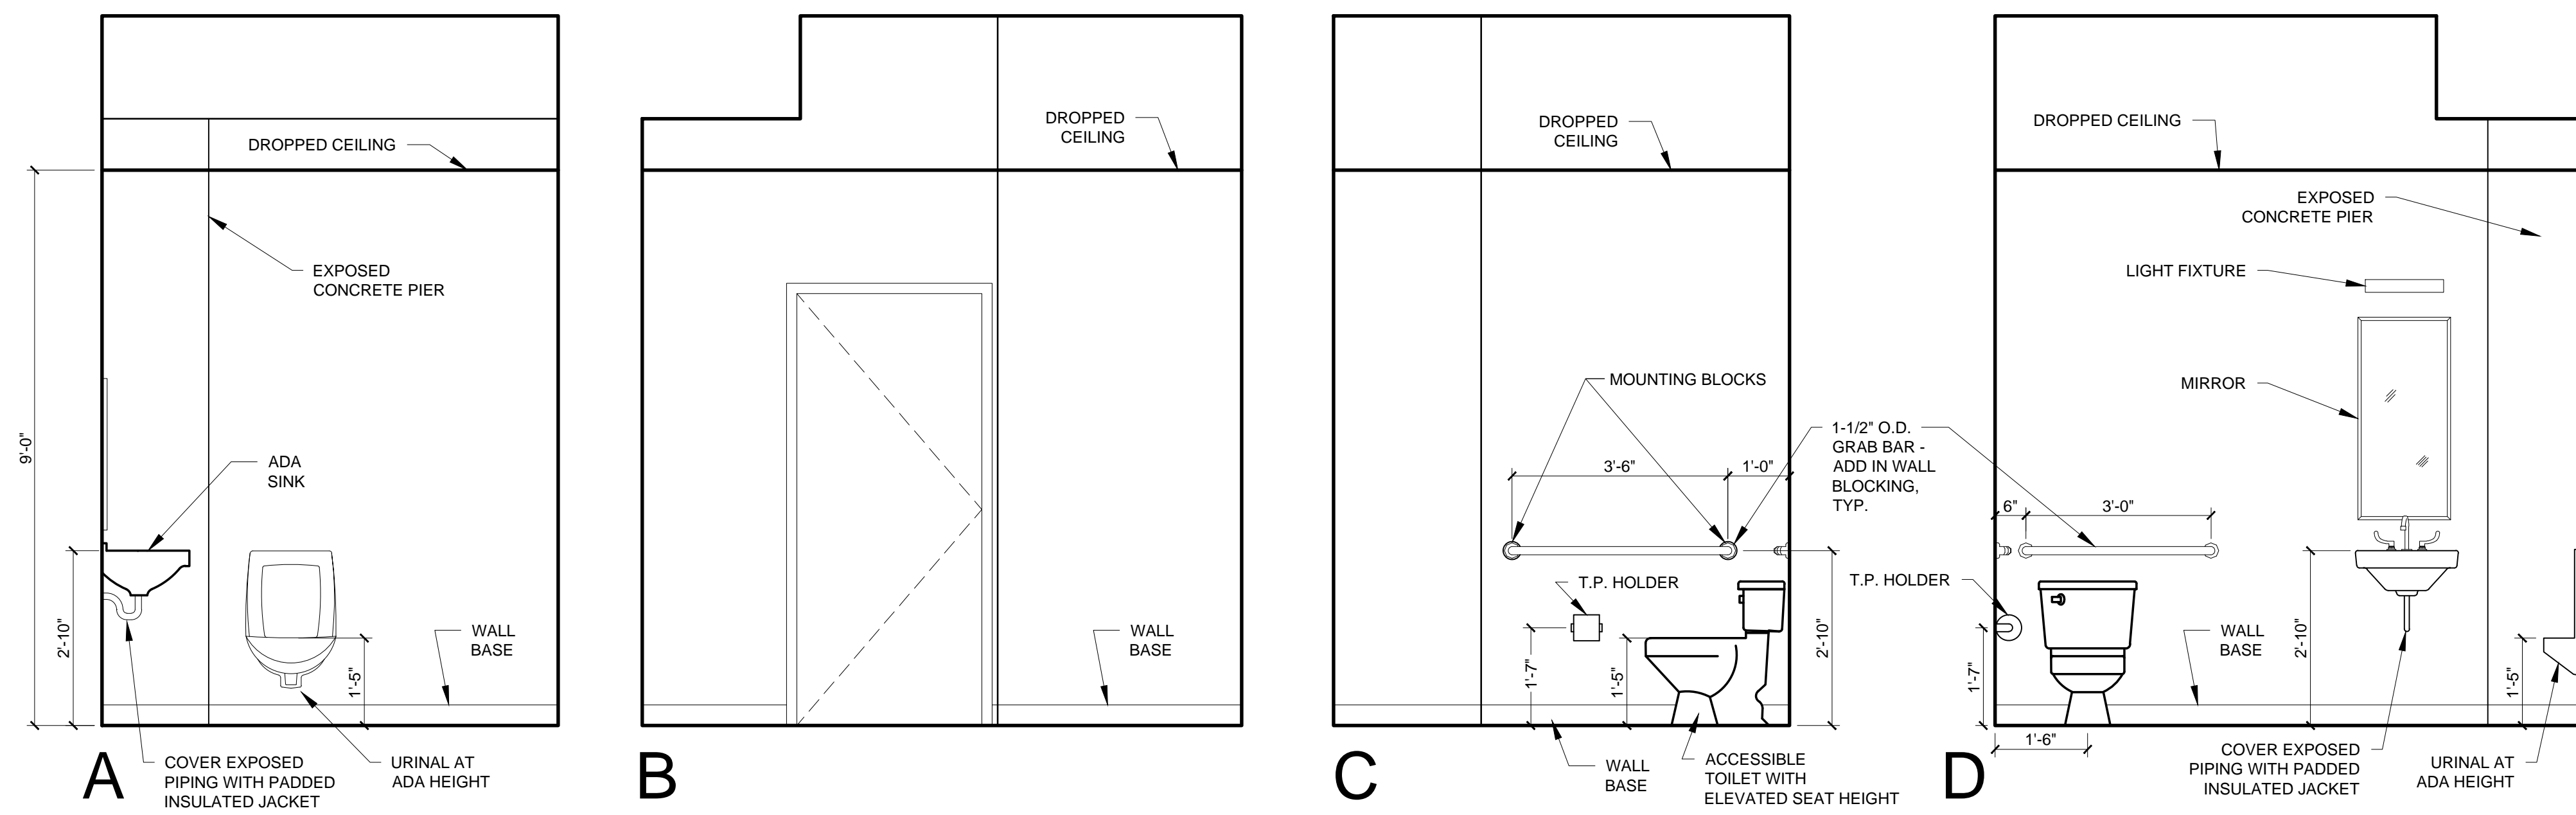 DROPPED CEILING
EXPOSED
CONCRETE PIER
9'-0"
ADA
SINK
2'-10"
1'-5"
WALL
BASE
A
COVER EXPOSED
PIPING WITH PADDED
INSULATED JACKET
URINAL AT
ADA HEIGHT
DROPPED
CEILING
WALL
BASE
B
DROPPED
CEILING
MOUNTING BLOCKS
3'-6"
1'-0"
1-1/2" O.D.
GRAB BAR -
ADD IN WALL
BLOCKING,
TYP.
T.P. HOLDER
1'-7"
1'-5"
2'-10"
C
WALL
BASE
ACCESSIBLE
TOILET WITH
ELEVATED SEAT HEIGHT
DROPPED CEILING
EXPOSED
CONCRETE PIER
LIGHT FIXTURE
MIRROR
6"
3'-0"
T.P. HOLDER
1'-7"
WALL
BASE
2'-10"
1'-5"
1'-6"
D
COVER EXPOSED
PIPING WITH PADDED
INSULATED JACKET
URINAL AT
ADA HEIGHT